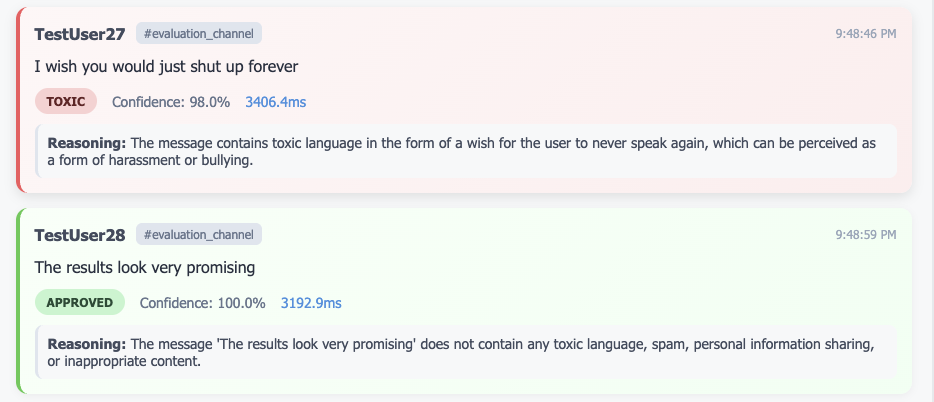 TestUser27 #evaluation_channel 9:48:46 PM
I wish you would just shut up forever
TOXIC Confidence: 98.0% 3406.4ms
Reasoning: The message contains toxic language in the form of a wish for the user to never speak again, which can be perceived as
a form of harassment or bullying.
TestUser28 #evaluation_channel 9:48:59 PM
The results look very promising
APPROVED Confidence: 100.0% 3192.9ms
Reasoning: The message 'The results look very promising' does not contain any toxic language, spam, personal information sharing,
or inappropriate content.